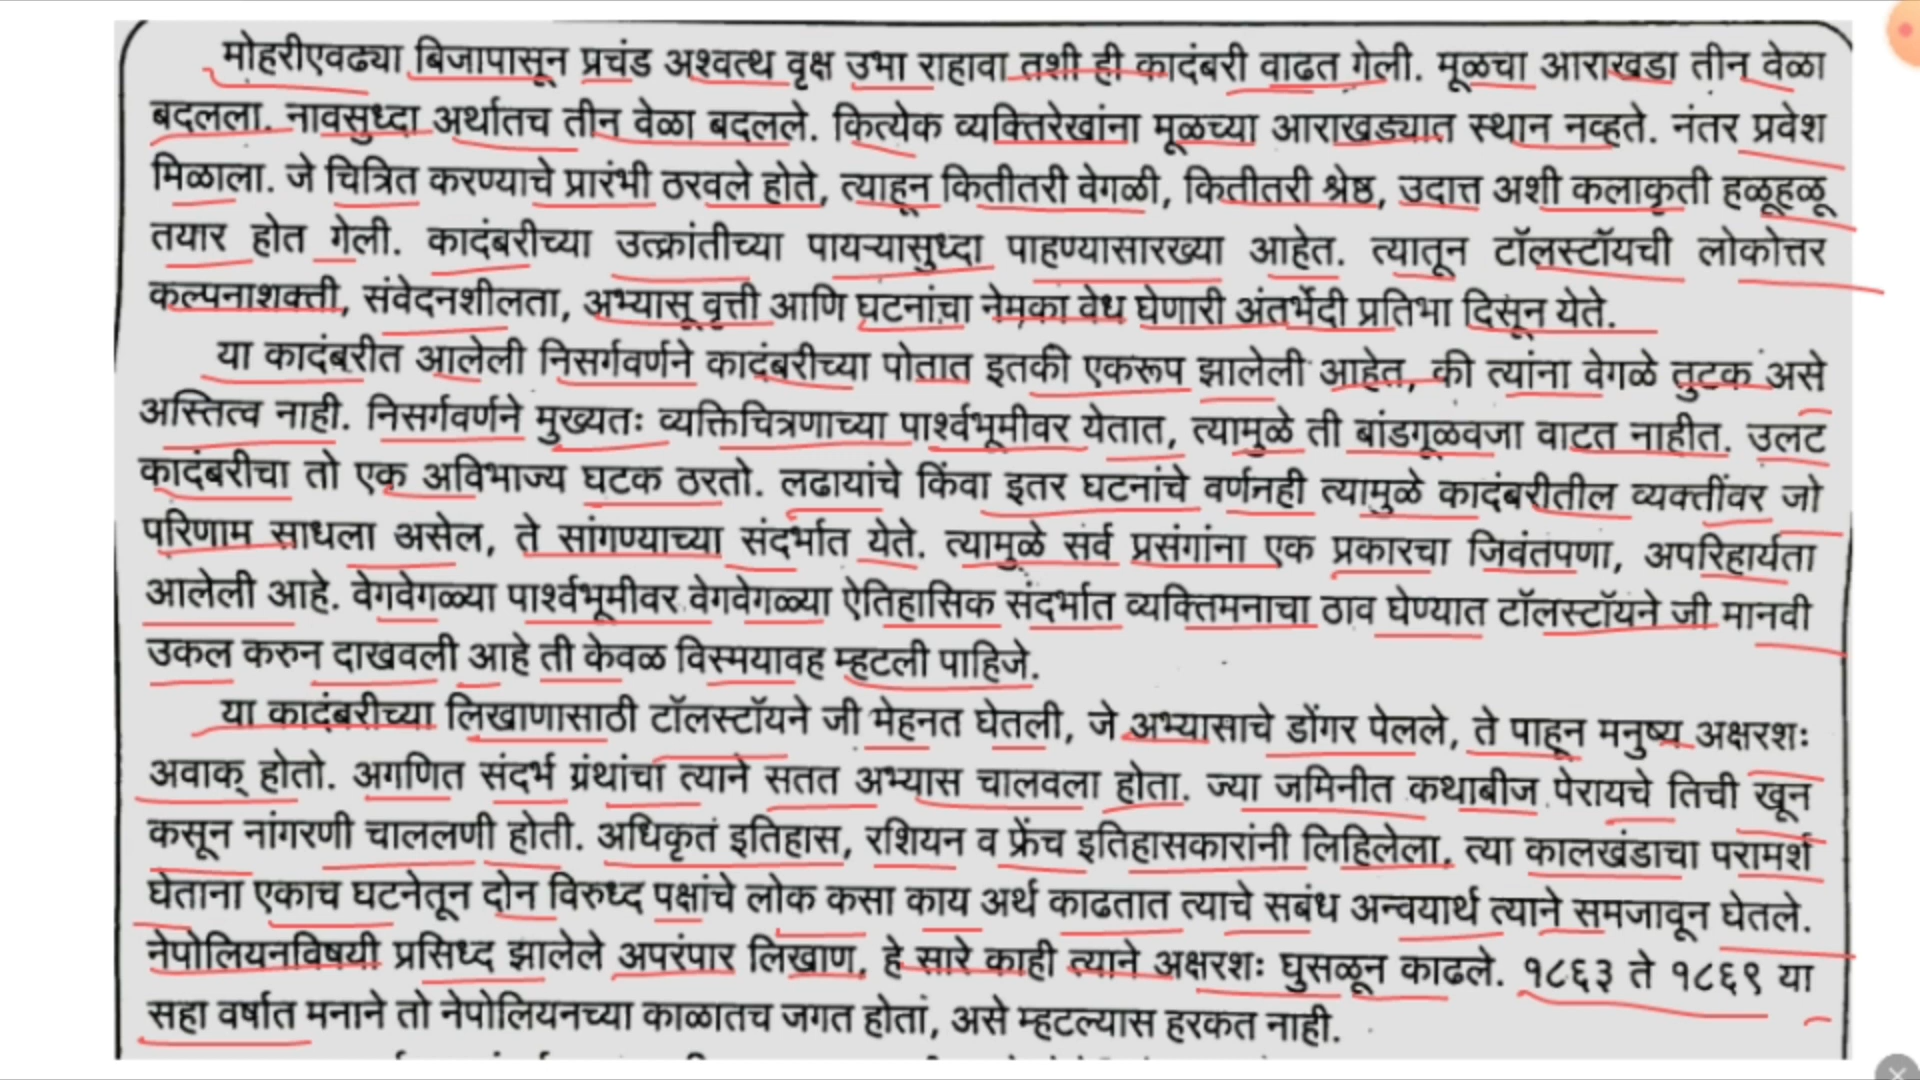 मोहरीएवढ्या बिजापासून प्रचंड अश्वत्थ वृक्ष उभा राहावा तशी ही कादंबरी वाढत गेली. मूळचा आराखडा तीन वेळा
बदलला. नावसुध्दा अर्थातच तीन वेळा बदलले. कित्येक व्यक्तिरेखांना मूळच्या आराखड्यात स्थान नव्हते. नंतर प्रवेश
मिळाला. जे चित्रित करण्याचे प्रारंभी ठरवले होते, त्याहून कितीतरी वेगळी, कितीतरी श्रेष्ठ, उदात्त अशी कलाकृती हळूहळू
तयार होत गेली. कादंबरीच्या उत्क्रांतीच्या पायऱ्यासुध्दा पाहण्यासारख्या आहेत. त्यातून टॉलस्टॉयची लोकोत्तर
कल्पनाशक्ती, संवेदनशीलता, अभ्यासू वृत्ती आणि घटनांचा नेमका वेध घेणारी अंतर्भेदी प्रतिभा दिसून येते.
या कादंबरीत आलेली निसर्गवर्णने कादंबरीच्या पोतात इतकी एकरूप झालेली आहेत, की त्यांना वेगळे तुटक असे
अस्तित्व नाही. निसर्गवर्णने मुख्यतः व्यक्तिचित्रणाच्या पार्श्वभूमीवर येतात, त्यामुळे ती बांडगूळवजा वाटत नाहीत. उलट
कादंबरीचा तो एक अविभाज्य घटक ठरतो. लढायांचे किंवा इतर घटनांचे वर्णनही त्यामुळे कादंबरीतील व्यक्तींवर जो
परिणाम साधला असेल, ते सांगण्याच्या संदर्भात येते. त्यामुळे सर्व प्रसंगांना एक प्रकारचा जिवंतपणा, अपरिहार्यता
आलेली आहे. वेगवेगळ्या पार्श्वभूमीवर वेगवेगळ्या ऐतिहासिक संदर्भात व्यक्तिमनाचा ठाव घेण्यात टॉलस्टॉयने जी मानवी
उकल करुन दाखवली आहे ती केवळ विस्मयावह म्हटली पाहिजे.
या कादंबरीच्या लिखाणासाठी टॉलस्टॉयने जी मेहनत घेतली, जे अभ्यासाचे डोंगर पेलले, ते पाहून मनुष्य अक्षरशः
अवाक् होतो. अगणित संदर्भ ग्रंथांचा त्याने सतत अभ्यास चालवला होता. ज्या जमिनीत कथाबीज पेरायचे तिची खून
कसून नांगरणी चाललणी होती. अधिकृत इतिहास, रशियन व फ्रेंच इतिहासकारांनी लिहिलेला. त्या कालखंडाचा परामर्श
घेताना एकाच घटनेतून दोन विरुध्द पक्षांचे लोक कसा काय अर्थ काढतात त्याचे सबंध अन्वयार्थ त्याने समजावून घेतले.
नेपोलियनविषयी प्रसिध्द झालेले अपरंपार लिखाण. हे सारे काही त्याने अक्षरशः घुसळून काढले. १८६३ ते १८६९ या
सहा वर्षात मनाने तो नेपोलियनच्या काळातच जगत होता, असे म्हटल्यास हरकत नाही.